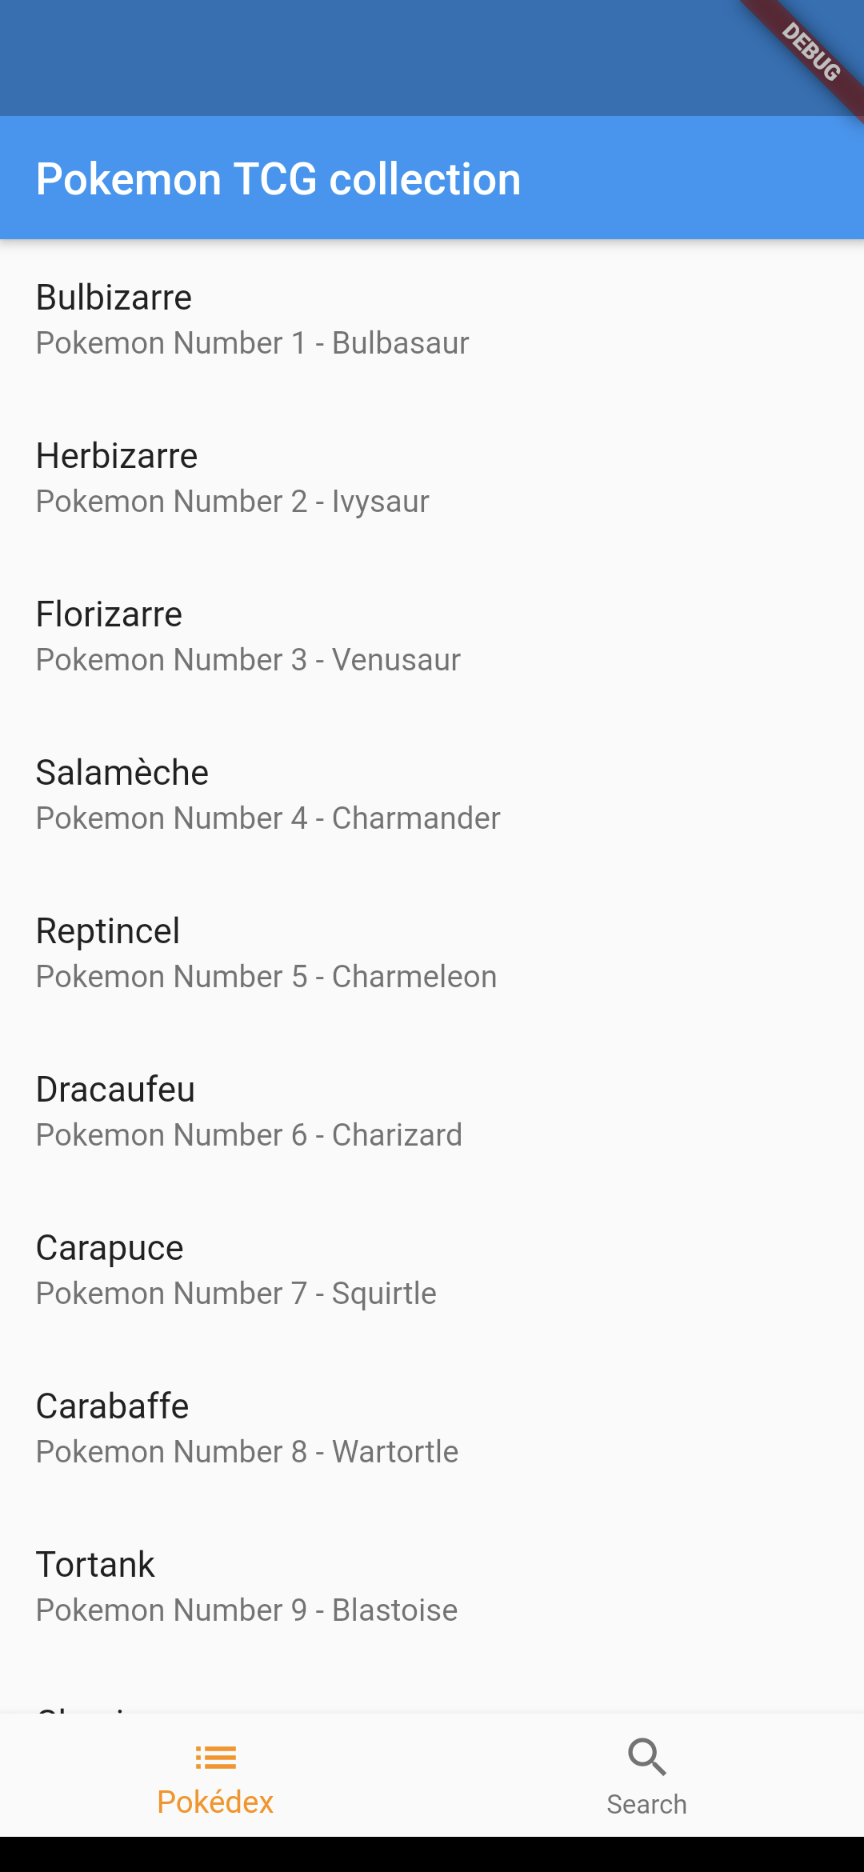 DEBUG
Pokemon TCG collection
Bulbizarre
Pokemon Number 1 - Bulbasaur
Herbizarre
Pokemon Number 2 - Ivysaur
Florizarre
Pokemon Number 3 - Venusaur
Salamèche
Pokemon Number 4 - Charmander
Reptincel
Pokemon Number 5 - Charmeleon
Dracaufeu
Pokemon Number 6 - Charizard
Carapuce
Pokemon Number 7 - Squirtle
Carabaffe
Pokemon Number 8 - Wartortle
Tortank
Pokemon Number 9 - Blastoise
Pokédex
Search